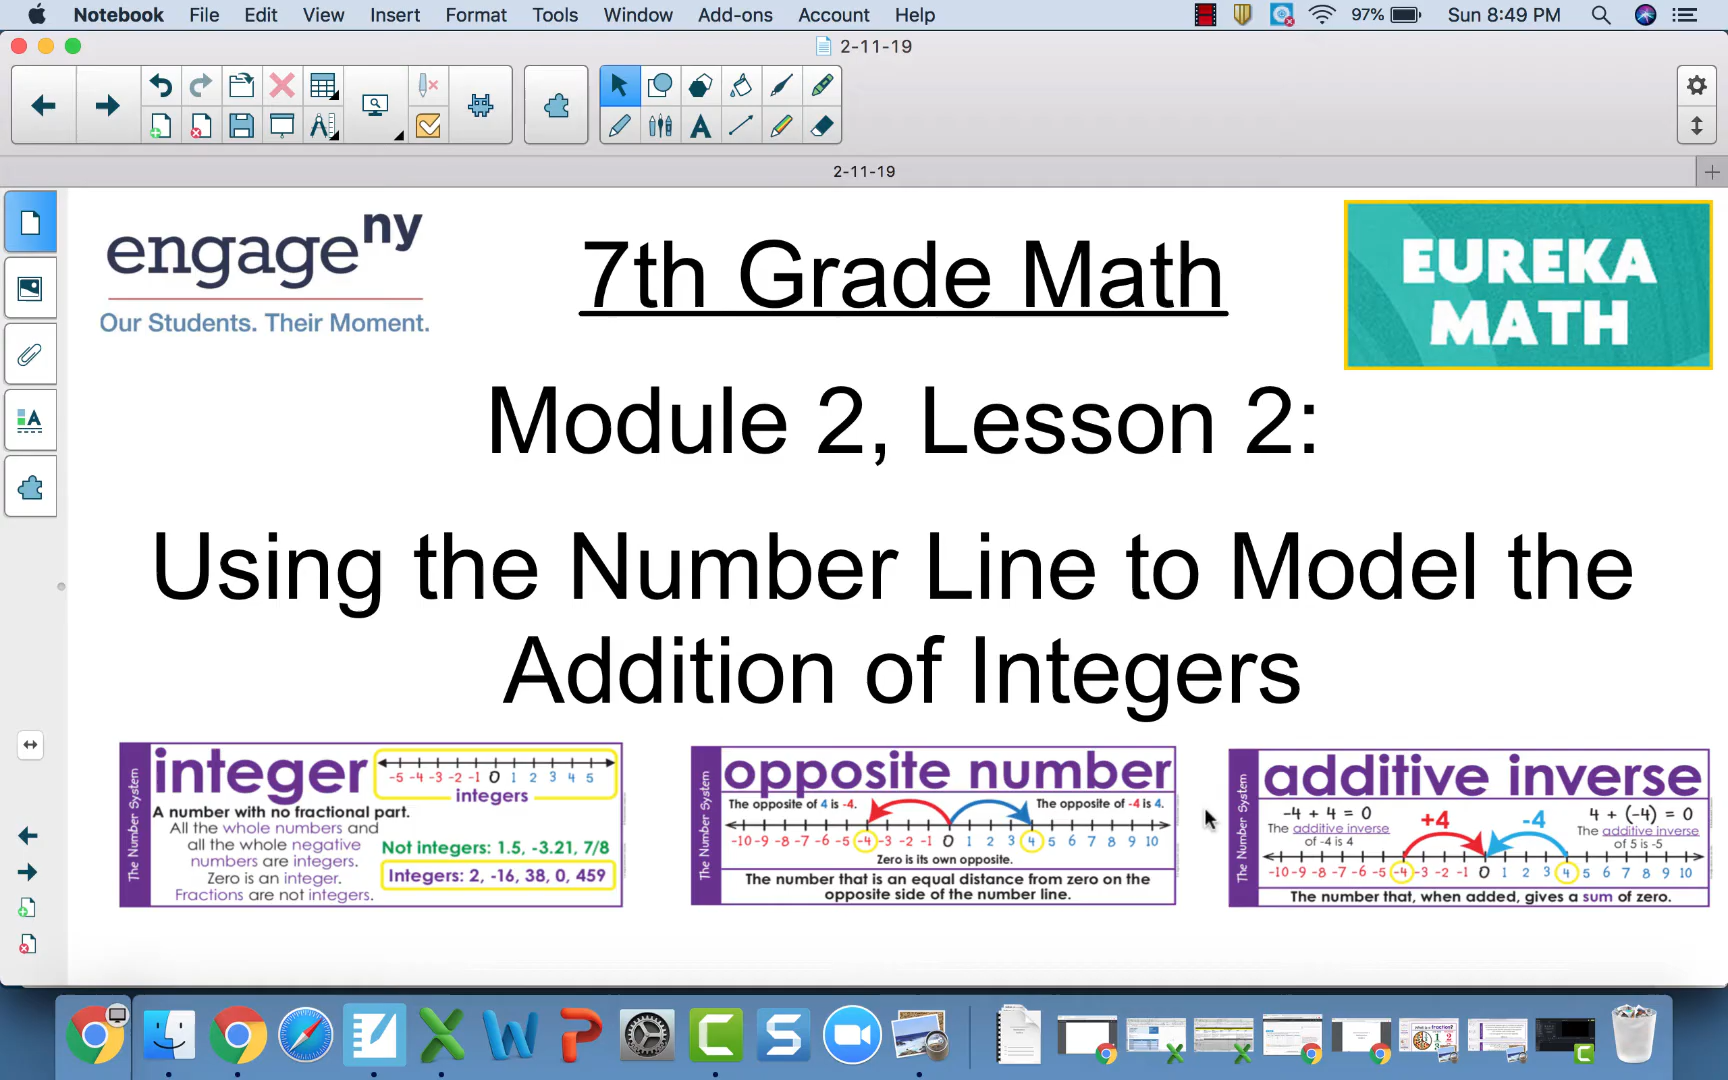 Notebook File Edit View Insert Format Tools Window Add-ons Account Help 97% Sun 8:49 PM
2-11-19
2-11-19
engageny
Our Students. Their Moment.
7th Grade Math
EUREKA
MATH
Module 2, Lesson 2:
Using the Number Line to Model the
Addition of Integers
The Number System
integer
-5 -4 -3 -2 -1 0 1 2 3 4 5
integers
A number with no fractional part.
All the whole numbers and
all the whole negative
numbers are integers.
Zero is an integer.
Fractions are not integers.
Not integers: 1.5, -3.21, 7/8
Integers: 2, -16, 38, 0, 459
The Number System
opposite number
The opposite of 4 is -4. The opposite of -4 is 4.
-10 -9 -8 -7 -6 -5 -4 -3 -2 -1 0 1 2 3 4 5 6 7 8 9 10
Zero is its own opposite.
The number that is an equal distance from zero on the
opposite side of the number line.
The Number System
additive inverse
-4 + 4 = 0
The additive inverse
of -4 is 4
+4 -4
4 + (-4) = 0
The additive inverse
of 5 is -5
-10 -9 -8 -7 -6 -5 -4 -3 -2 -1 0 1 2 3 4 5 6 7 8 9 10
The number that, when added, gives a sum of zero.